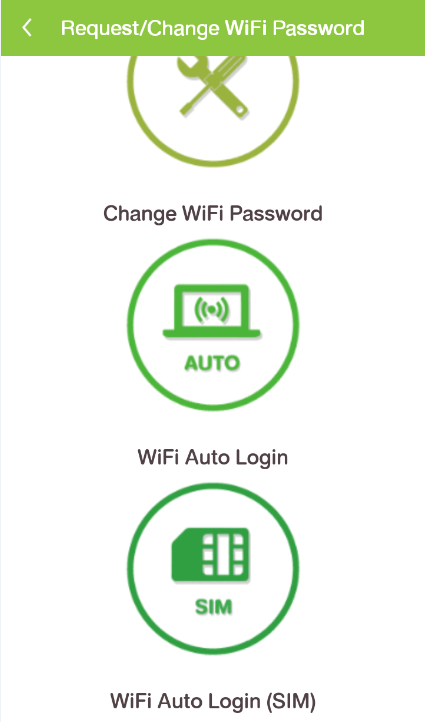 Request/Change WiFi Password
Change WiFi Password
AUTO
WiFi Auto Login
SIM
WiFi Auto Login (SIM)